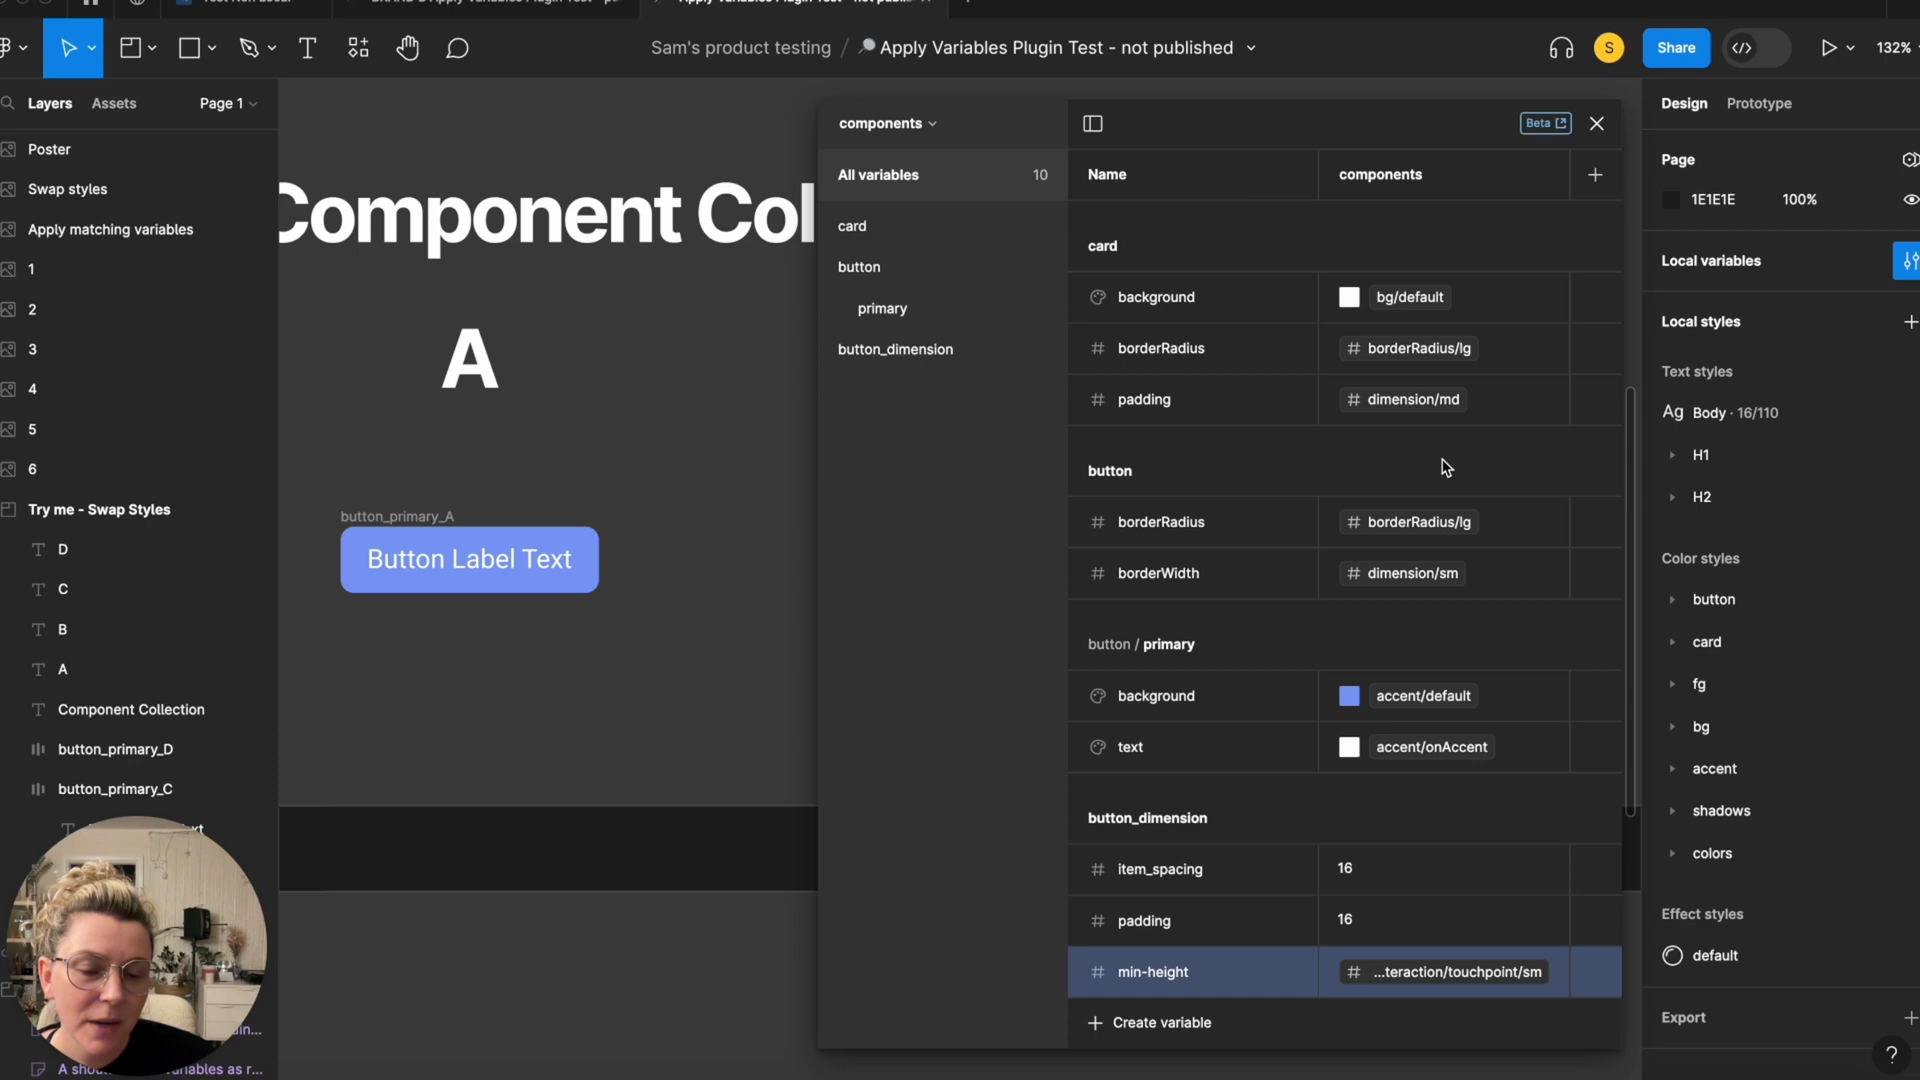 Sam's product testing / Apply Variables Plugin Test - not published
S
Share
132%
Layers
Assets
Page 1
Poster
Swap styles
Apply matching variables
1
2
3
4
5
6
Try me - Swap Styles
D
C
B
A
Component Collection
button_primary_D
button_primary_C
Component Col
A
button_primary_A
Button Label Text
components
All variables 10
card
button
primary
button_dimension
Beta
Name components
card
background bg/default
borderRadius borderRadius/lg
padding dimension/md
button
borderRadius borderRadius/lg
borderWidth dimension/sm
button / primary
background accent/default
text accent/onAccent
button_dimension
item_spacing 16
padding 16
min-height ...teraction/touchpoint/sm
Create variable
Design
Prototype
Page
1E1E1E 100%
Local variables
Local styles
Text styles
Ag Body · 16/110
H1
H2
Color styles
button
card
fg
bg
accent
shadows
colors
Effect styles
default
Export
?